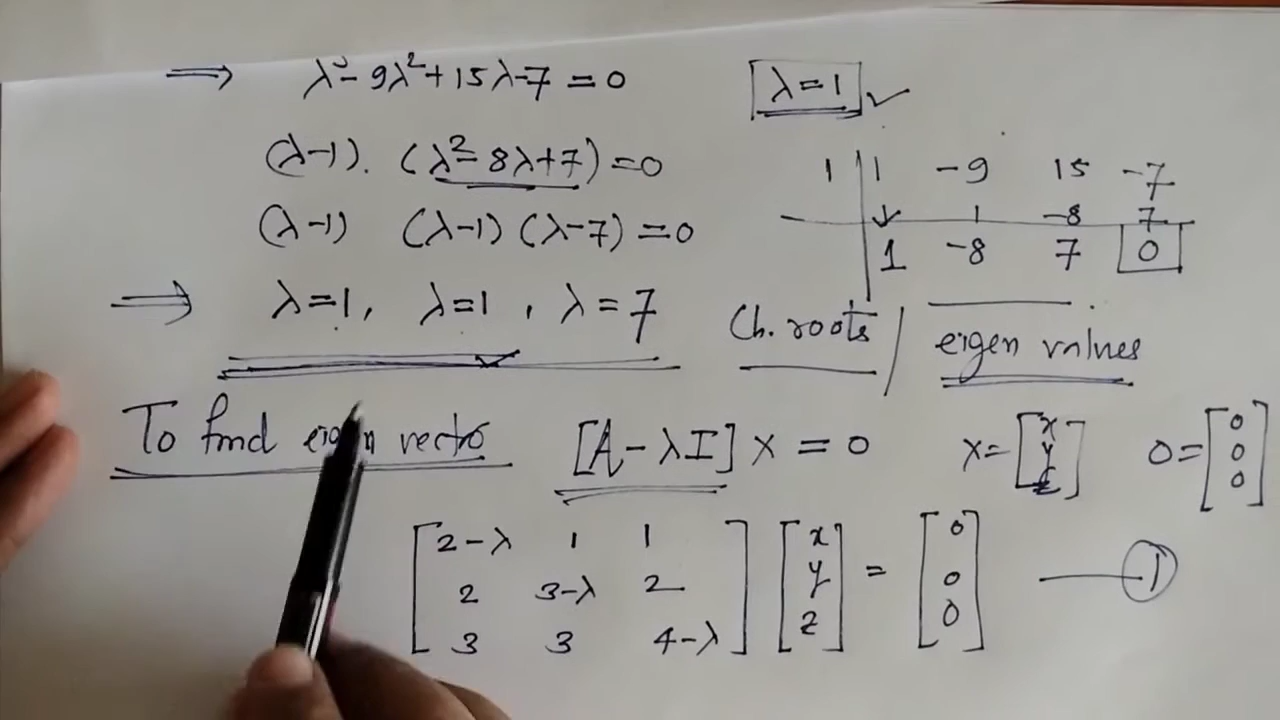 ⇒ λ³ - 9λ² + 15λ - 7 = 0
(λ-1). (λ² - 8λ + 7) = 0
(λ-1) (λ-1) (λ-7) = 0
⇒ λ=1, λ=1, λ=7
λ=1 ✓
1 | 1 -9 15 -7
↓ 1 -8 7
1 -8 7 0
Ch. roots / eigen values
To find eigen vecto [A-λI] X = 0 X = [x y z] 0 = [0 0 0]
[2-λ 1 1] [x] = [0]
[2 3-λ 2] [y] [0] — ①
[3 3 4-λ] [z] [0]